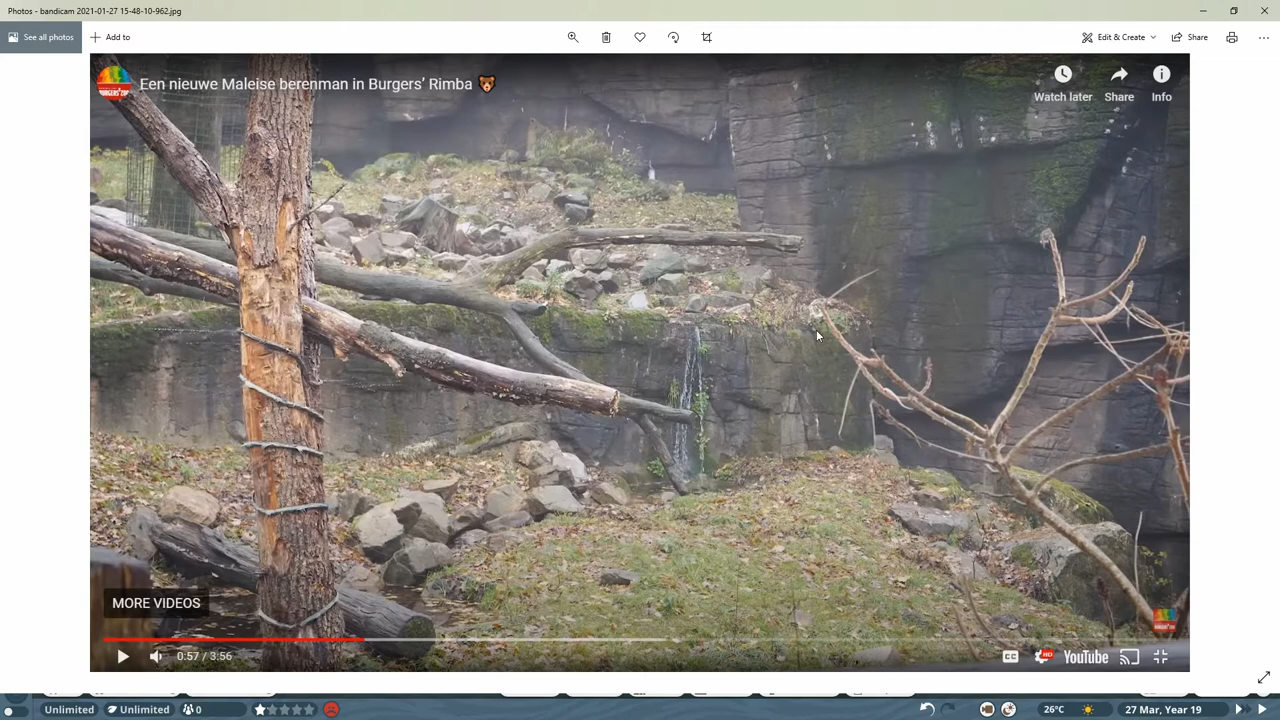 Photos - bandicam 2021-01-27 15-48-10-962.jpg
See all photos
Add to
Edit & Create
Share
Een nieuwe Maleise berenman in Burgers' Rimba
Watch later
Share
Info
MORE VIDEOS
0:57 / 3:56
CC
HD
YouTube
Unlimited
Unlimited
0
26°C
27 Mar, Year 19